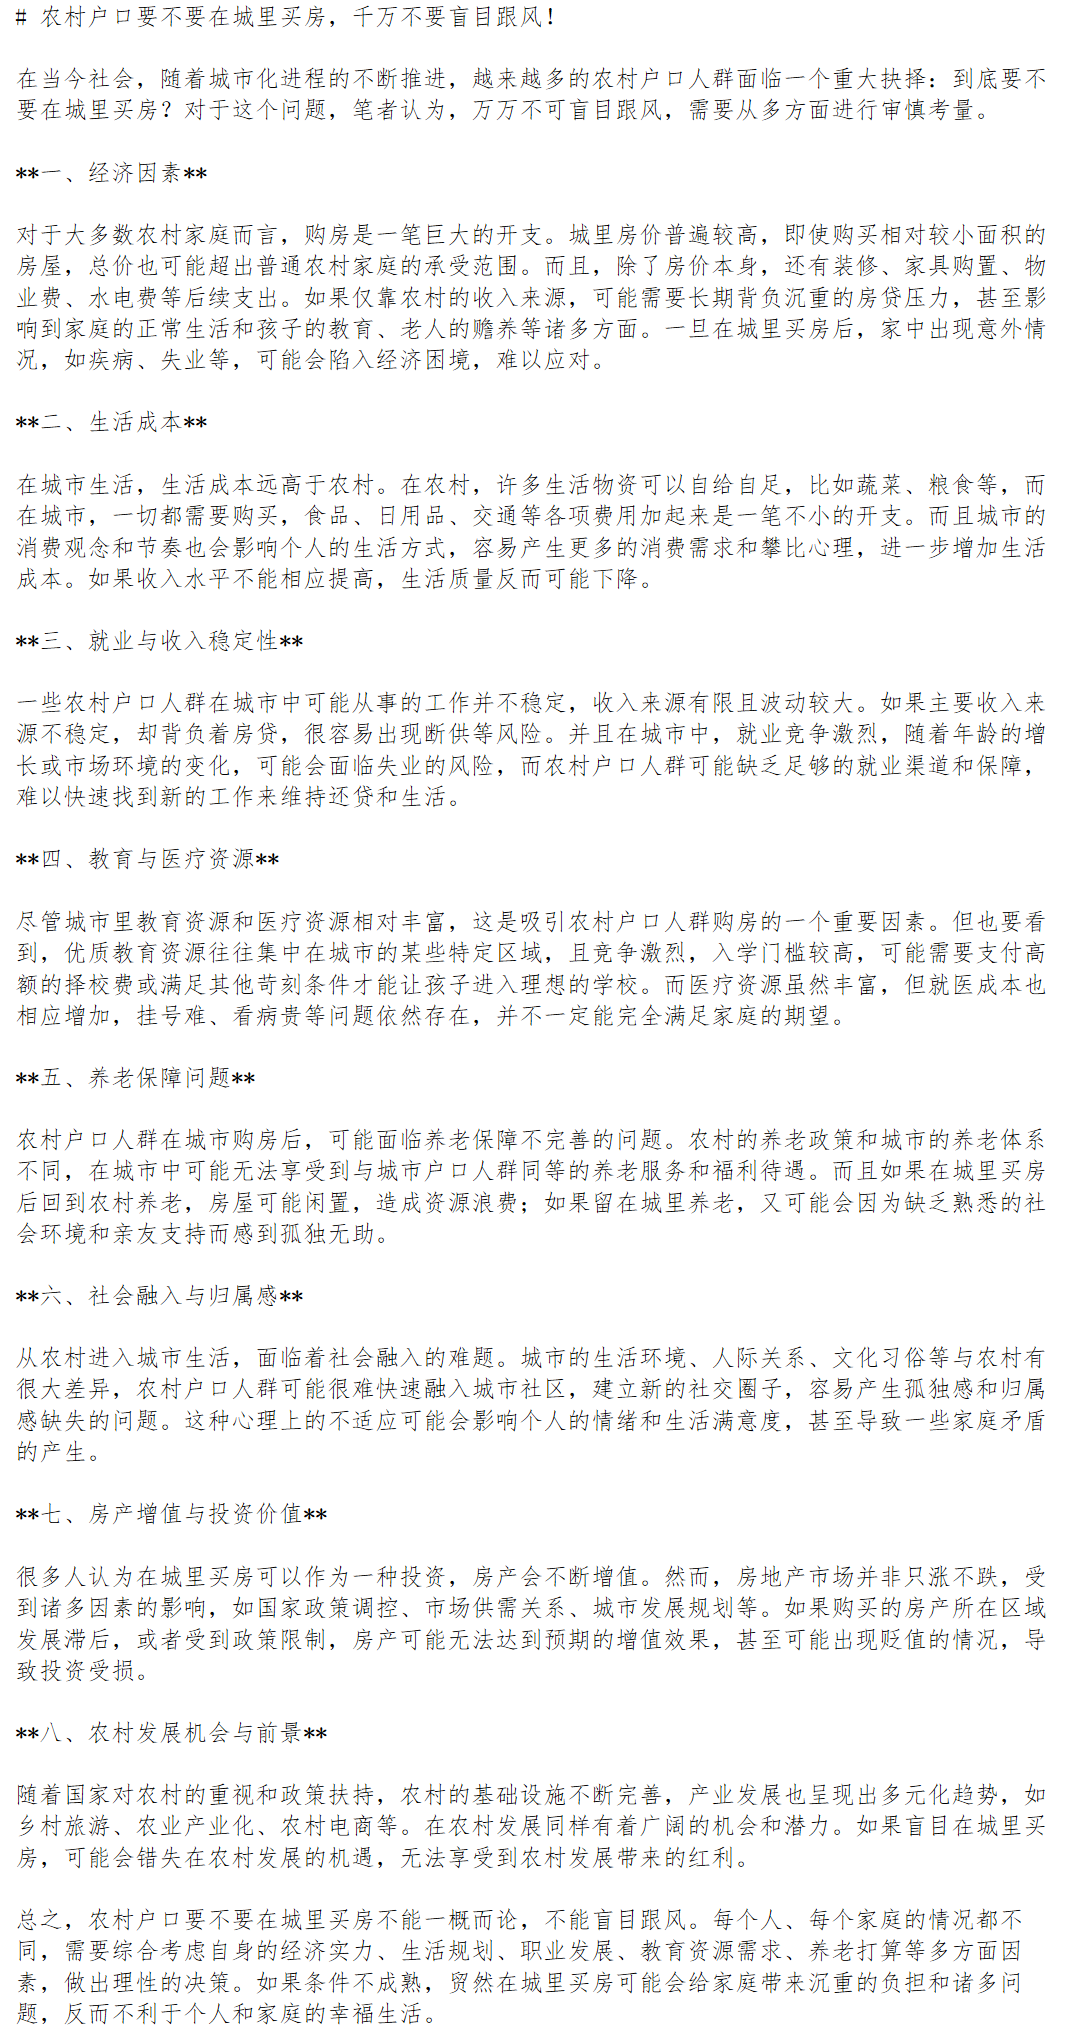 # 农村户口要不要在城里买房，千万不要盲目跟风！
在当今社会，随着城市化进程的不断推进，越来越多的农村户口人群面临一个重大抉择：到底要不
要在城里买房？对于这个问题，笔者认为，万万不可盲目跟风，需要从多方面进行审慎考量。
**一、经济因素**
对于大多数农村家庭而言，购房是一笔巨大的开支。城里房价普遍较高，即使购买相对较小面积的
房屋，总价也可能超出普通农村家庭的承受范围。而且，除了房价本身，还有装修、家具购置、物
业费、水电费等后续支出。如果仅靠农村的收入来源，可能需要长期背负沉重的房贷压力，甚至影
响到家庭的正常生活和孩子的教育、老人的赡养等诸多方面。一旦在城里买房后，家中出现意外情
况，如疾病、失业等，可能会陷入经济困境，难以应对。
**二、生活成本**
在城市生活，生活成本远高于农村。在农村，许多生活物资可以自给自足，比如蔬菜、粮食等，而
在城市，一切都需要购买，食品、日用品、交通等各项费用加起来是一笔不小的开支。而且城市的
消费观念和节奏也会影响个人的生活方式，容易产生更多的消费需求和攀比心理，进一步增加生活
成本。如果收入水平不能相应提高，生活质量反而可能下降。
**三、就业与收入稳定性**
一些农村户口人群在城市中可能从事的工作并不稳定，收入来源有限且波动较大。如果主要收入来
源不稳定，却背负着房贷，很容易出现断供等风险。并且在城市中，就业竞争激烈，随着年龄的增
长或市场环境的变化，可能会面临失业的风险，而农村户口人群可能缺乏足够的就业渠道和保障，
难以快速找到新的工作来维持还贷和生活。
**四、教育与医疗资源**
尽管城市里教育资源和医疗资源相对丰富，这是吸引农村户口人群购房的一个重要因素。但也要看
到，优质教育资源往往集中在城市的某些特定区域，且竞争激烈，入学门槛较高，可能需要支付高
额的择校费或满足其他苛刻条件才能让孩子进入理想的学校。而医疗资源虽然丰富，但就医成本也
相应增加，挂号难、看病贵等问题依然存在，并不一定能完全满足家庭的期望。
**五、养老保障问题**
农村户口人群在城市购房后，可能面临养老保障不完善的问题。农村的养老政策和城市的养老体系
不同，在城市中可能无法享受到与城市户口人群同等的养老服务和福利待遇。而且如果在城里买房
后回到农村养老，房屋可能闲置，造成资源浪费；如果留在城里养老，又可能会因为缺乏熟悉的社
会环境和亲友支持而感到孤独无助。
**六、社会融入与归属感**
从农村进入城市生活，面临着社会融入的难题。城市的生活环境、人际关系、文化习俗等与农村有
很大差异，农村户口人群可能很难快速融入城市社区，建立新的社交圈子，容易产生孤独感和归属
感缺失的问题。这种心理上的不适应可能会影响个人的情绪和生活满意度，甚至导致一些家庭矛盾
的产生。
**七、房产增值与投资价值**
很多人认为在城里买房可以作为一种投资，房产会不断增值。然而，房地产市场并非只涨不跌，受
到诸多因素的影响，如国家政策调控、市场供需关系、城市发展规划等。如果购买的房产所在区域
发展滞后，或者受到政策限制，房产可能无法达到预期的增值效果，甚至可能出现贬值的情况，导
致投资受损。
**八、农村发展机会与前景**
随着国家对农村的重视和政策扶持，农村的基础设施不断完善，产业发展也呈现出多元化趋势，如
乡村旅游、农业产业化、农村电商等。在农村发展同样有着广阔的机会和潜力。如果盲目在城里买
房，可能会错失在农村发展的机遇，无法享受到农村发展带来的红利。
总之，农村户口要不要在城里买房不能一概而论，不能盲目跟风。每个人、每个家庭的情况都不
同，需要综合考虑自身的经济实力、生活规划、职业发展、教育资源需求、养老打算等多方面因
素，做出理性的决策。如果条件不成熟，贸然在城里买房可能会给家庭带来沉重的负担和诸多问
题，反而不利于个人和家庭的幸福生活。